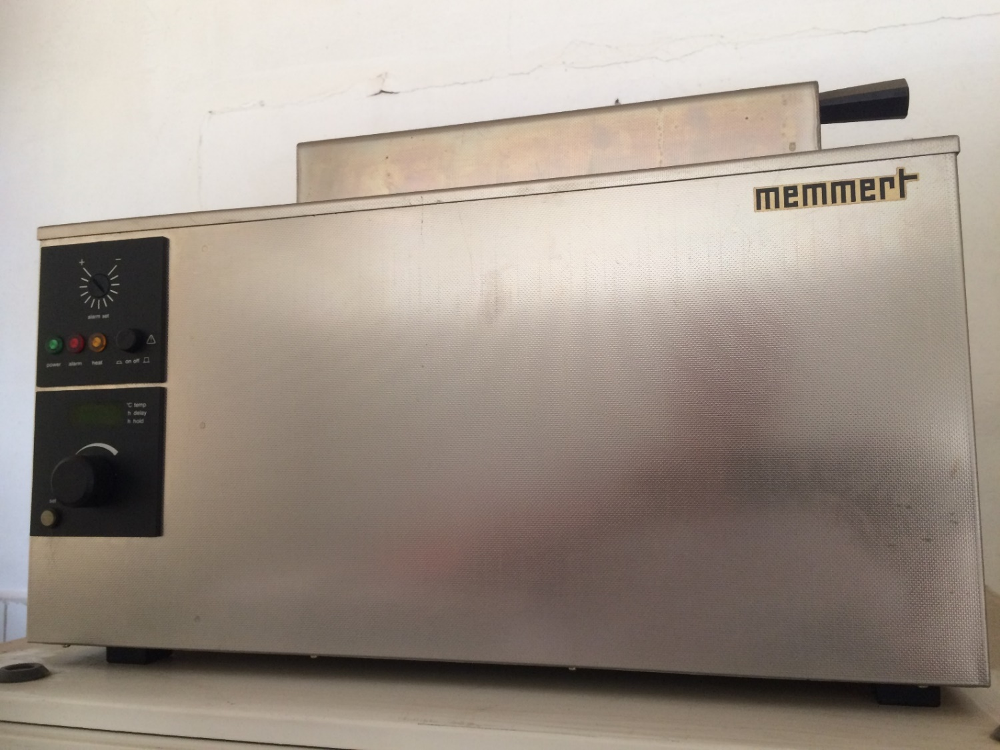 memmert
+ −
alarm set
power alarm heat on off
°C temp
h delay
h hold
set